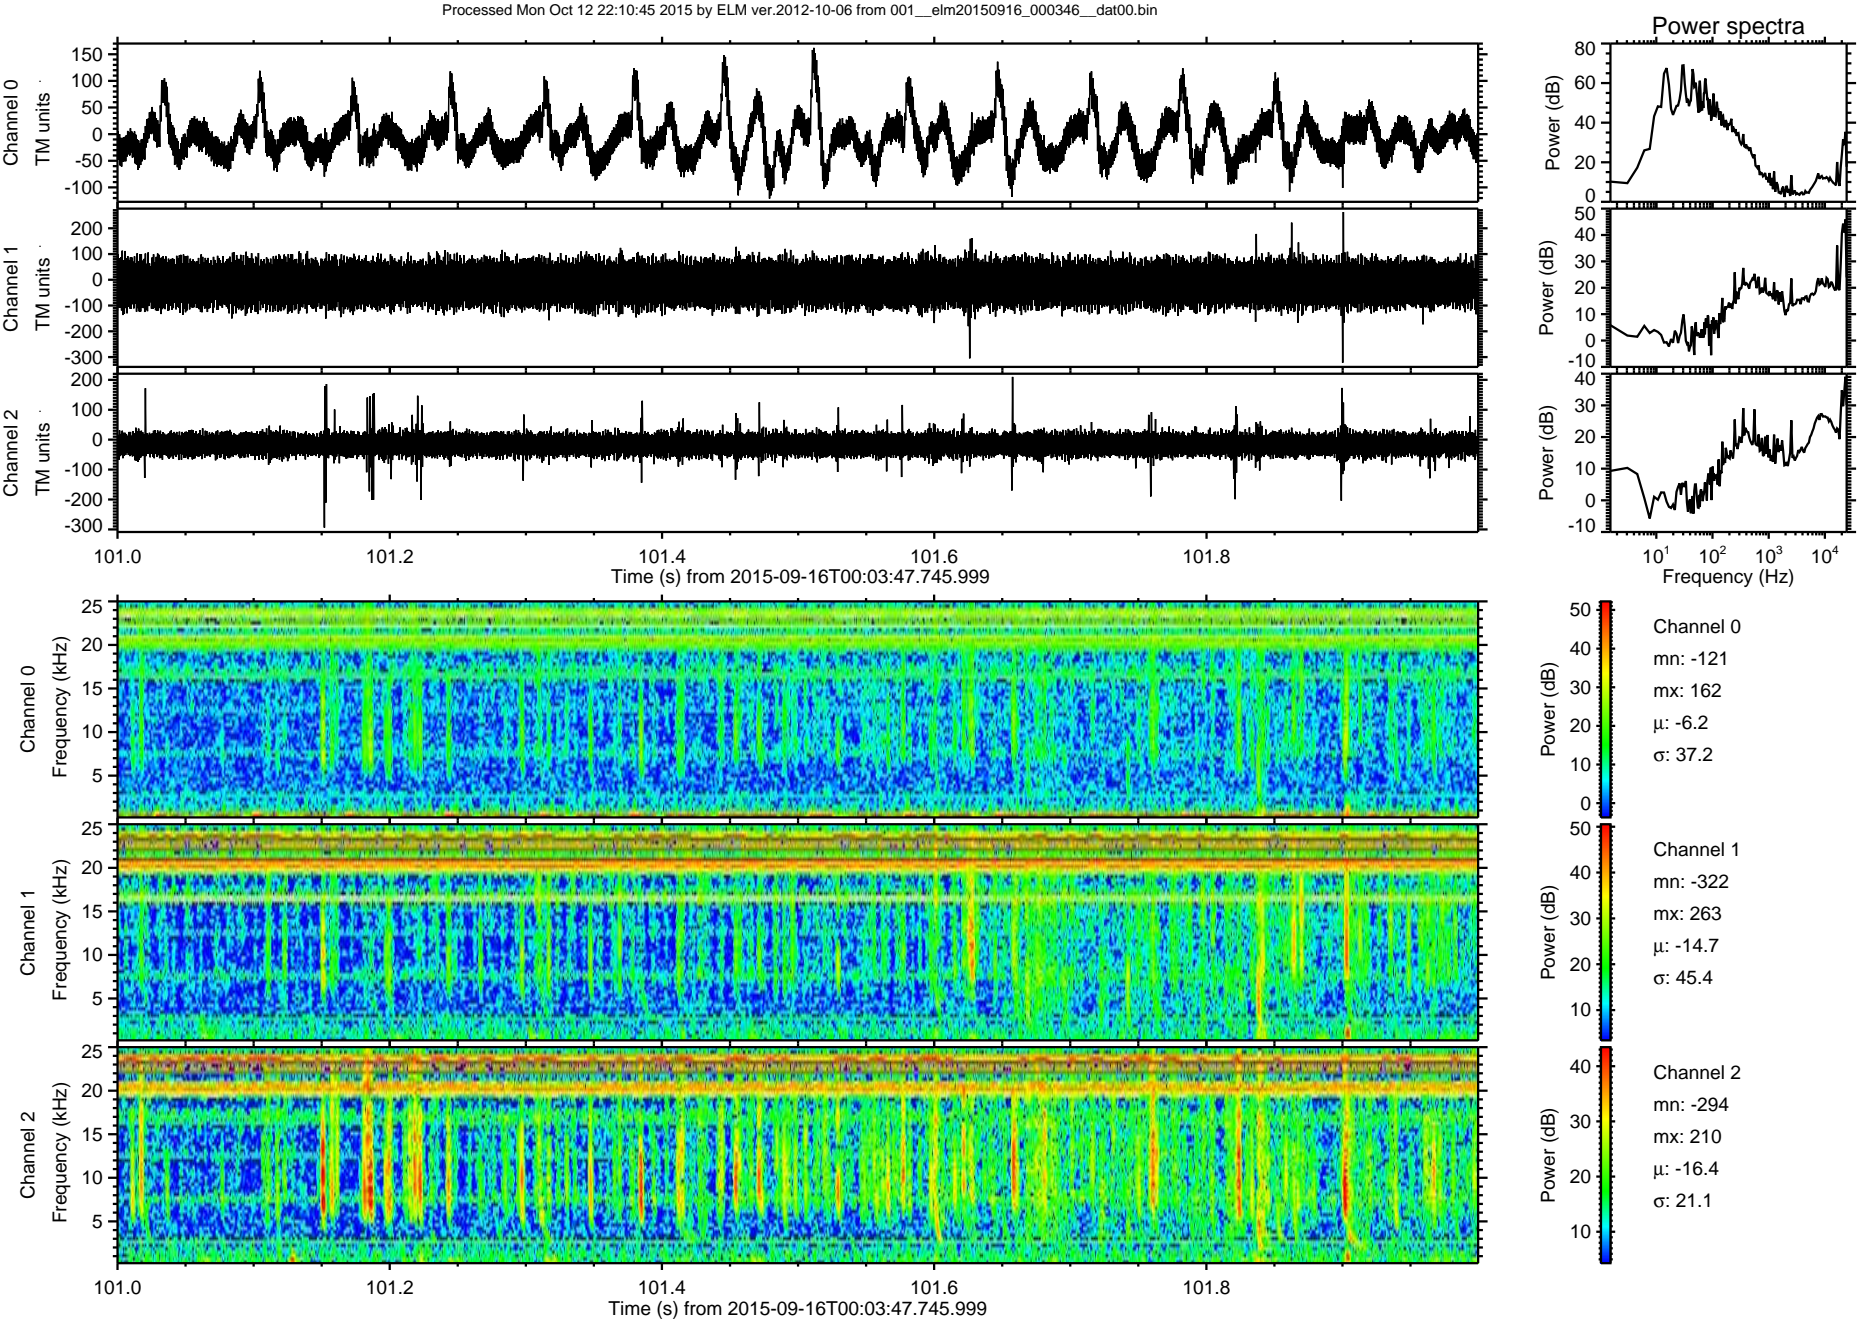 Processed Mon Oct 12 22:10:45 2015 by ELM ver.2012-10-06 from 001__elm20150916_000346__dat00.bin
Power spectra
Channel 0
TM units
150
100
50
0
-50
-100
Power (dB)
80
60
40
20
0
Channel 1
TM units
200
100
0
-100
-200
-300
Power (dB)
50
40
30
20
10
0
-10
Channel 2
TM units
200
100
0
-100
-200
-300
Power (dB)
40
30
20
10
0
-10
101.0 101.2 101.4 101.6 101.8
Time (s) from 2015-09-16T00:03:47.745.999
10¹ 10² 10³ 10⁴
Frequency (Hz)
Channel 0
Frequency (kHz)
25
20
15
10
5
Power (dB)
50
40
30
20
10
0
Channel 0
mn: -121
mx: 162
μ: -6.2
σ: 37.2
Channel 1
Frequency (kHz)
25
20
15
10
5
Power (dB)
50
40
30
20
10
Channel 1
mn: -322
mx: 263
μ: -14.7
σ: 45.4
Channel 2
Frequency (kHz)
25
20
15
10
5
Power (dB)
40
30
20
10
Channel 2
mn: -294
mx: 210
μ: -16.4
σ: 21.1
101.0 101.2 101.4 101.6 101.8
Time (s) from 2015-09-16T00:03:47.745.999